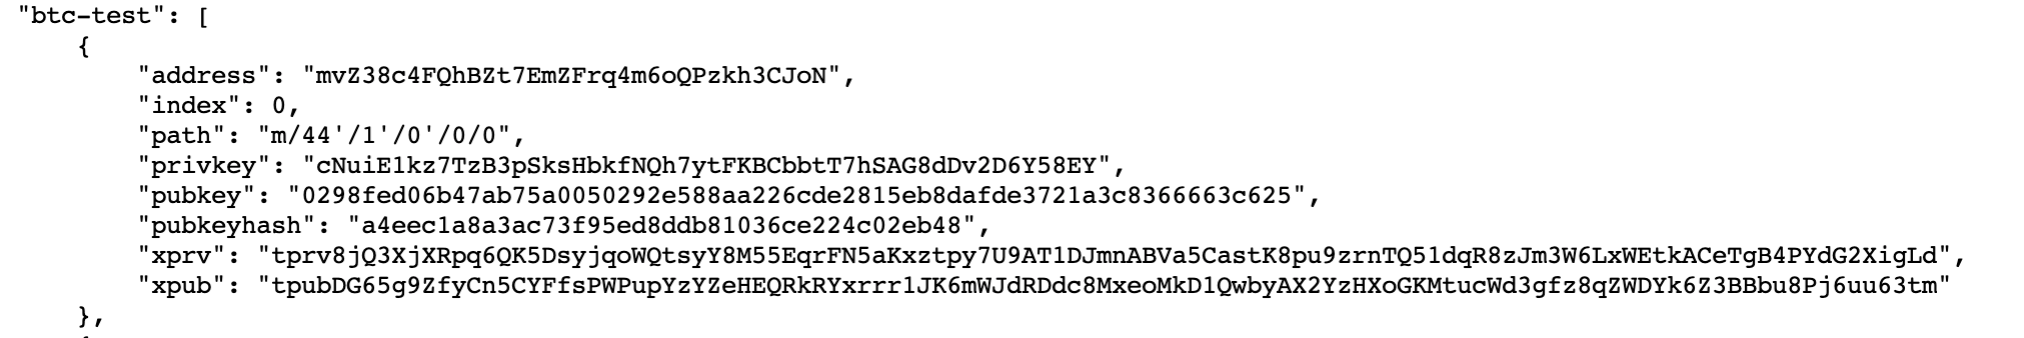 "btc-test": [
{
"address": "mvZ38c4FQhBZt7EmZFrq4m6oQPzkh3CJoN",
"index": 0,
"path": "m/44'/1'/0'/0/0",
"privkey": "cNuiE1kz7TzB3pSksHbkfNQh7ytFKBCbbtT7hSAG8dDv2D6Y58EY",
"pubkey": "0298fed06b47ab75a0050292e588aa226cde2815eb8dafde3721a3c8366663c625",
"pubkeyhash": "a4eec1a8a3ac73f95ed8ddb81036ce224c02eb48",
"xprv": "tprv8jQ3XjXRpq6QK5DsyjqoWQtsyY8M55EqrFN5aKxztpy7U9AT1DJmnABVa5CastK8pu9zrnTQ51dqR8zJm3W6LxWEtkACeTgB4PYdG2XigLd",
"xpub": "tpubDG65g9ZfyCn5CYFfsPWPupYzYZeHEQRkRYxrrr1JK6mWJdRDdc8MxeoMkD1QwbyAX2YzHXoGKMtucWd3gfz8qZWDYk6Z3BBbu8Pj6uu63tm"
},